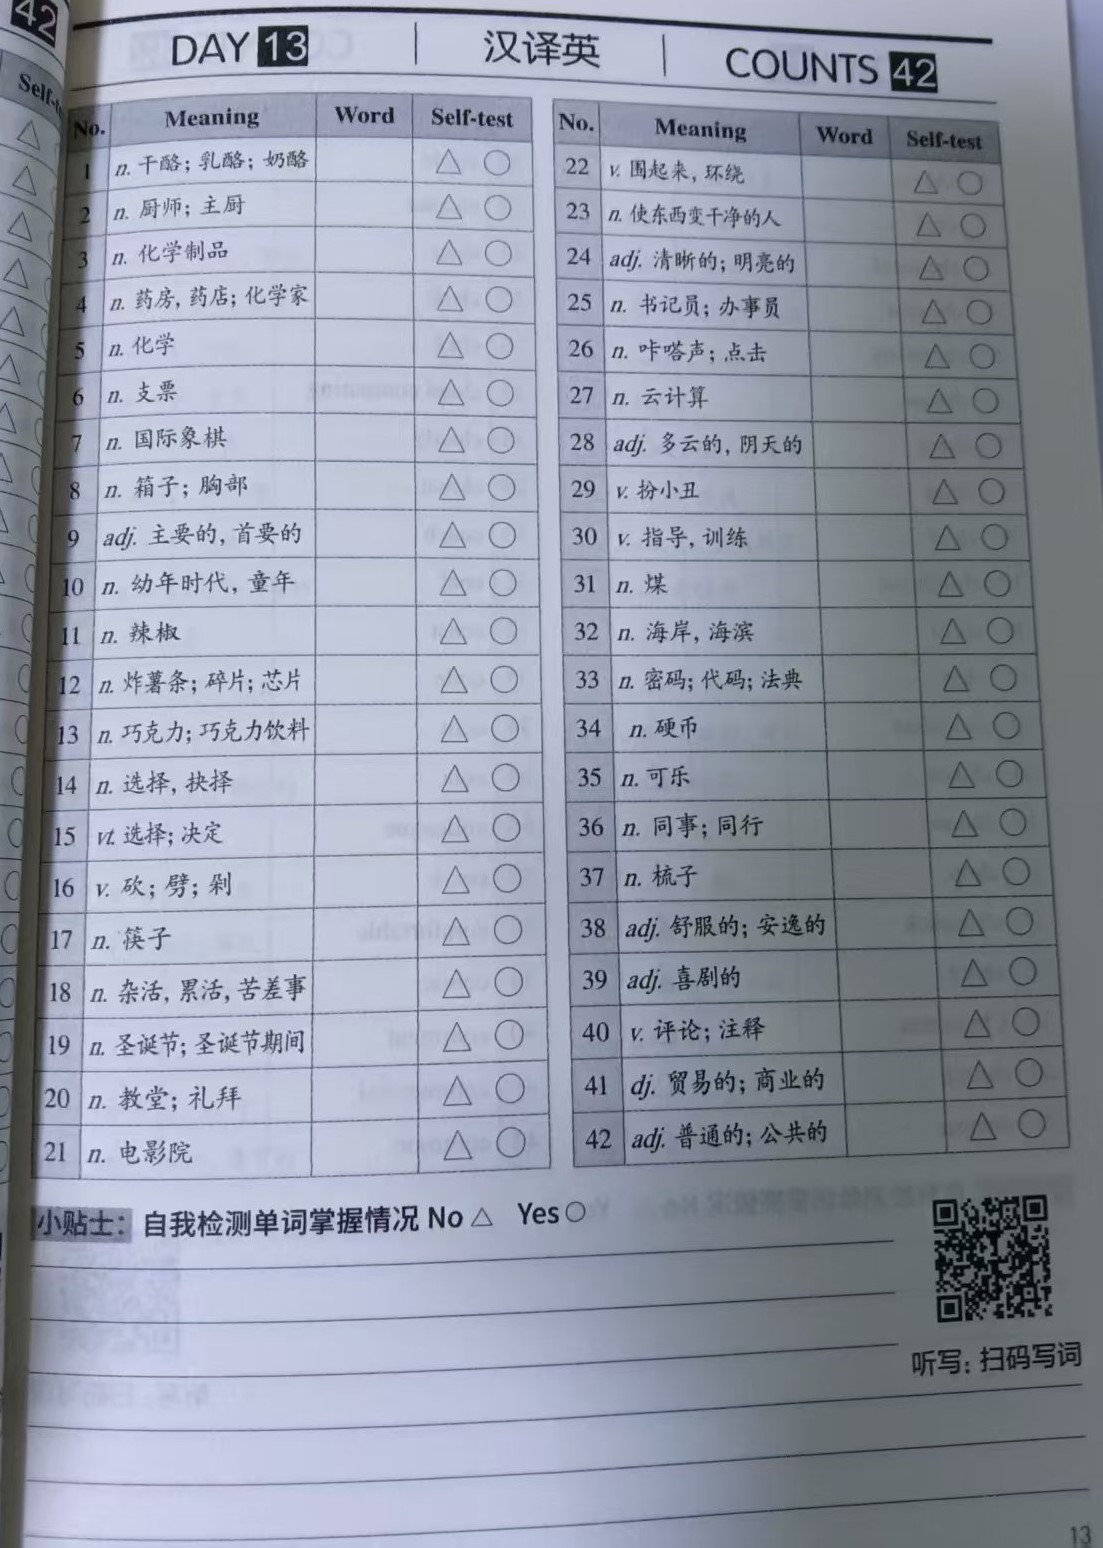 42
Self-t
DAY 13 汉译英 COUNTS 42
No. Meaning Word Self-test
1 n. 干酪；乳酪；奶酪 △ ○
2 n. 厨师；主厨 △ ○
3 n. 化学制品 △ ○
4 n. 药房, 药店；化学家 △ ○
5 n. 化学 △ ○
6 n. 支票 △ ○
7 n. 国际象棋 △ ○
8 n. 箱子；胸部 △ ○
9 adj. 主要的, 首要的 △ ○
10 n. 幼年时代, 童年 △ ○
11 n. 辣椒 △ ○
12 n. 炸薯条；碎片；芯片 △ ○
13 n. 巧克力；巧克力饮料 △ ○
14 n. 选择, 抉择 △ ○
15 vt. 选择；决定 △ ○
16 v. 砍；劈；剁 △ ○
17 n. 筷子 △ ○
18 n. 杂活, 累活, 苦差事 △ ○
19 n. 圣诞节；圣诞节期间 △ ○
20 n. 教堂；礼拜 △ ○
21 n. 电影院 △ ○
No. Meaning Word Self-test
22 v. 围起来, 环绕 △ ○
23 n. 使东西变干净的人 △ ○
24 adj. 清晰的；明亮的 △ ○
25 n. 书记员；办事员 △ ○
26 n. 咔嗒声；点击 △ ○
27 n. 云计算 △ ○
28 adj. 多云的, 阴天的 △ ○
29 v. 扮小丑 △ ○
30 v. 指导, 训练 △ ○
31 n. 煤 △ ○
32 n. 海岸, 海滨 △ ○
33 n. 密码；代码；法典 △ ○
34 n. 硬币 △ ○
35 n. 可乐 △ ○
36 n. 同事；同行 △ ○
37 n. 梳子 △ ○
38 adj. 舒服的；安逸的 △ ○
39 adj. 喜剧的 △ ○
40 v. 评论；注释 △ ○
41 dj. 贸易的；商业的 △ ○
42 adj. 普通的；公共的 △ ○
小贴士：自我检测单词掌握情况 No △ Yes ○
听写：扫码写词
13